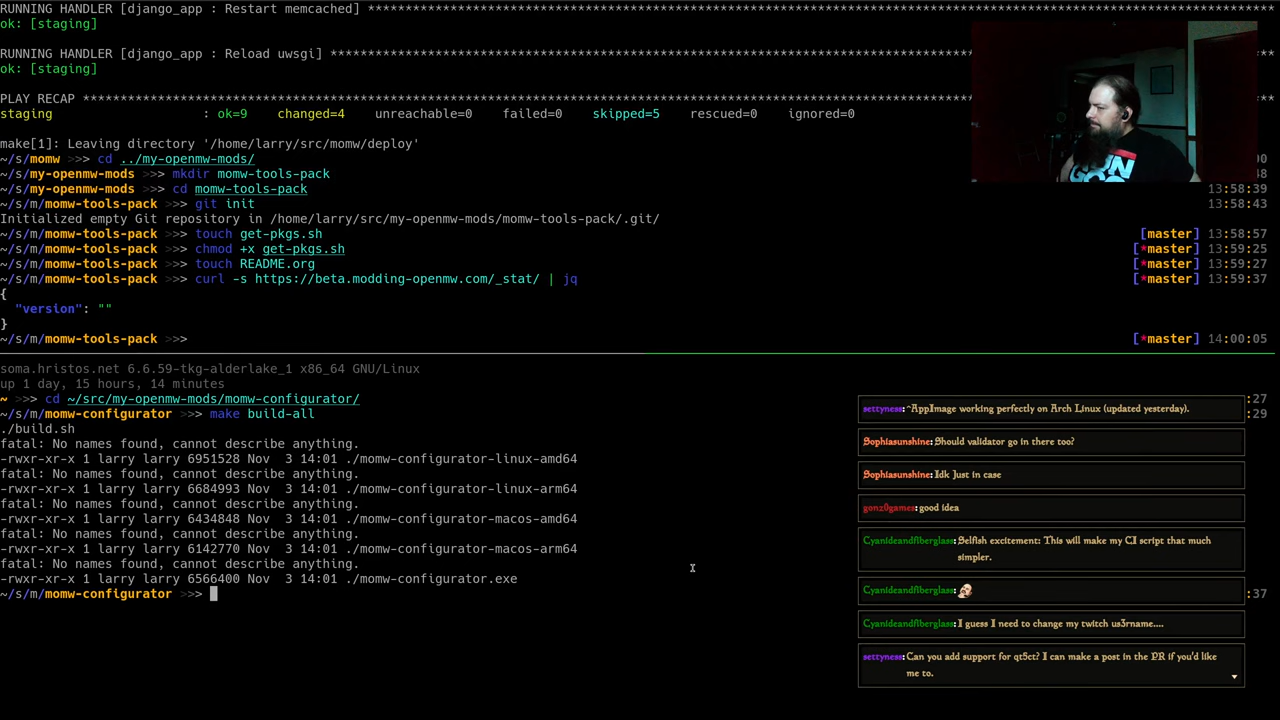 RUNNING HANDLER [django_app : Restart memcached] ************************************************************************************************************************
ok: [staging]
RUNNING HANDLER [django_app : Reload uwsgi] *****************************************************************************************************************************
ok: [staging]
PLAY RECAP **************************************************************************************************************************************************************
staging : ok=9 changed=4 unreachable=0 failed=0 skipped=5 rescued=0 ignored=0
make[1]: Leaving directory '/home/larry/src/momw/deploy'
~/s/momw >>> cd ../my-openmw-mods/ 00
~/s/my-openmw-mods >>> mkdir momw-tools-pack 48
~/s/my-openmw-mods >>> cd momw-tools-pack 13:58:39
~/s/m/momw-tools-pack >>> git init 13:58:43
Initialized empty Git repository in /home/larry/src/my-openmw-mods/momw-tools-pack/.git/
~/s/m/momw-tools-pack >>> touch get-pkgs.sh [master] 13:58:57
~/s/m/momw-tools-pack >>> chmod +x get-pkgs.sh [*master] 13:59:25
~/s/m/momw-tools-pack >>> touch README.org [*master] 13:59:27
~/s/m/momw-tools-pack >>> curl -s https://beta.modding-openmw.com/_stat/ | jq [*master] 13:59:37
{
"version": ""
}
~/s/m/momw-tools-pack >>> [*master] 14:00:05
soma.hristos.net 6.6.59-tkg-alderlake_1 x86_64 GNU/Linux
up 1 day, 15 hours, 14 minutes
~ >>> cd ~/src/my-openmw-mods/momw-configurator/ :27
~/s/m/momw-configurator >>> make build-all :29
./build.sh
fatal: No names found, cannot describe anything.
-rwxr-xr-x 1 larry larry 6951528 Nov 3 14:01 ./momw-configurator-linux-amd64
fatal: No names found, cannot describe anything.
-rwxr-xr-x 1 larry larry 6684993 Nov 3 14:01 ./momw-configurator-linux-arm64
fatal: No names found, cannot describe anything.
-rwxr-xr-x 1 larry larry 6434848 Nov 3 14:01 ./momw-configurator-macos-amd64
fatal: No names found, cannot describe anything.
-rwxr-xr-x 1 larry larry 6142770 Nov 3 14:01 ./momw-configurator-macos-arm64
fatal: No names found, cannot describe anything.
-rwxr-xr-x 1 larry larry 6566400 Nov 3 14:01 ./momw-configurator.exe
~/s/m/momw-configurator >>> :37
settyness: ^AppImage working perfectly on Arch Linux (updated yesterday).
Sophiasunshine: Should validator go in there too?
Sophiasunshine: Idk Just in case
gonz0games: good idea
Cyanideandfiberglass: Selfish excitement: This will make my CI script that much
simpler.
Cyanideandfiberglass:
Cyanideandfiberglass: I guess I need to change my twitch us3rname....
settyness: Can you add support for qt5ct? I can make a post in the PR if you'd like
me to.